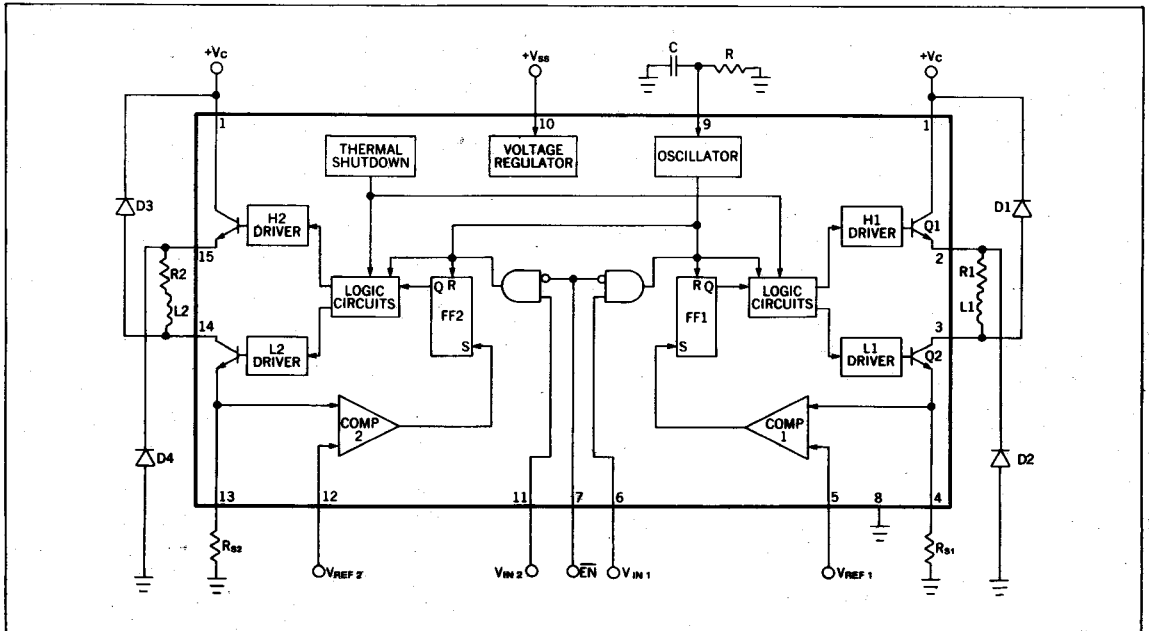 +VC
+VSS
C
R
+VC
1
10
9
1
THERMAL
SHUTDOWN
VOLTAGE
REGULATOR
OSCILLATOR
D3
H2
DRIVER
H1
DRIVER
Q1
D1
15
2
R2
L2
LOGIC
CIRCUITS
Q R
FF2
S
R Q
FF1
S
LOGIC
CIRCUITS
R1
L1
14
3
L2
DRIVER
L1
DRIVER
Q2
COMP
2
COMP
1
D4
D2
13
12
11
7
6
5
8
4
RS2
RS1
VREF 2
VIN 2
EN
VIN 1
VREF 1